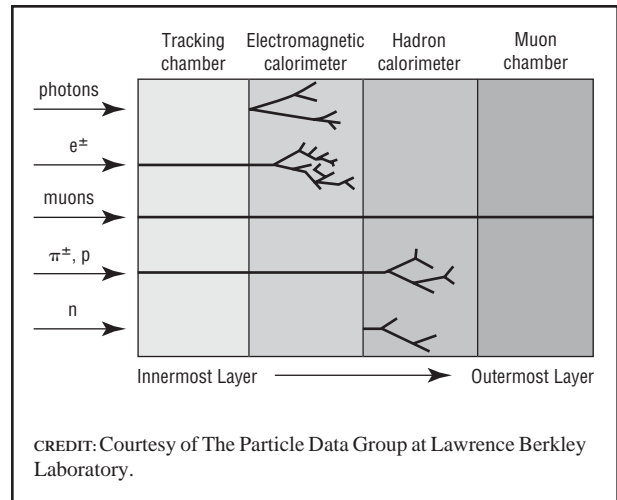 Tracking Electromagnetic Hadron Muon
chamber calorimeter calorimeter chamber
photons
e±
muons
π±, p
n
Innermost Layer Outermost Layer
CREDIT: Courtesy of The Particle Data Group at Lawrence Berkley
Laboratory.